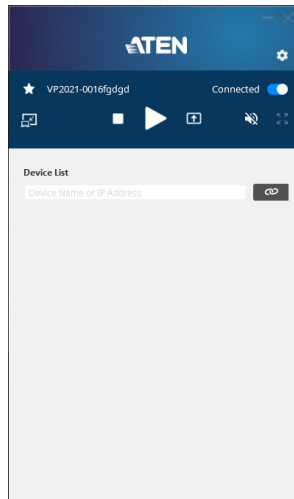 ATEN
VP2021-0016fgdgd
Connected
Device List
Device Name or IP Address